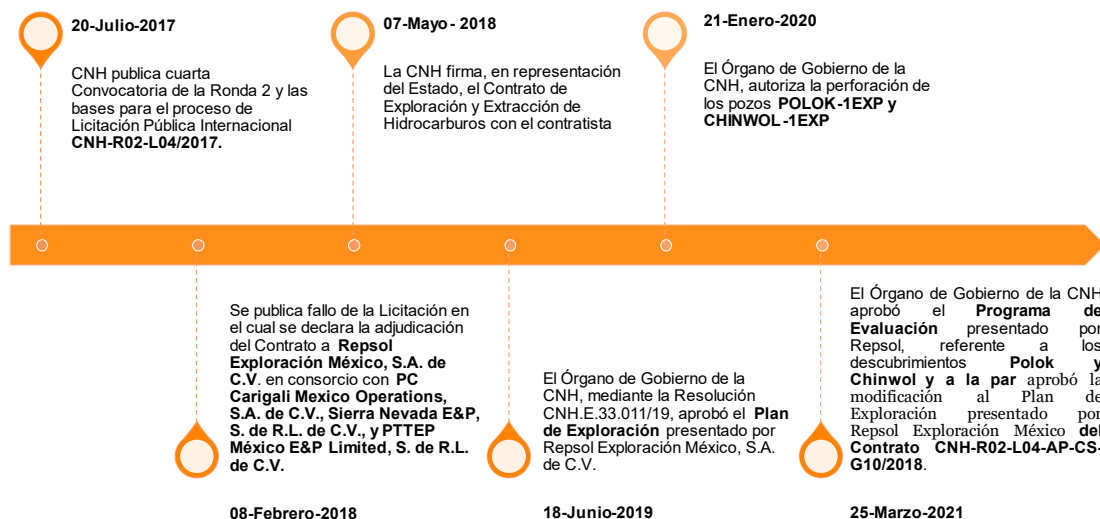 20-Julio-2017
CNH publica cuarta
Convocatoria de la Ronda 2 y las
bases para el proceso de
Licitación Pública Internacional
CNH-R02-L04/2017.
07-Mayo - 2018
La CNH firma, en representación
del Estado, el Contrato de
Exploración y Extracción de
Hidrocarburos con el contratista
21-Enero-2020
El Órgano de Gobierno de la
CNH, autoriza la perforación de
los pozos POLOK-1EXP y
CHINWOL-1EXP
Se publica fallo de la Licitación en
el cual se declara la adjudicación
del Contrato a Repsol
Exploración México, S.A. de
C.V. en consorcio con PC
Carigali Mexico Operations,
S.A. de C.V., Sierra Nevada E&P,
S. de R.L. de C.V., y PTTEP
México E&P Limited, S. de R.L.
de C.V.
08-Febrero-2018
El Órgano de Gobierno de la
CNH, mediante la Resolución
CNH.E.33.011/19, aprobó el Plan
de Exploración presentado por
Repsol Exploración México, S.A.
de C.V.
18-Junio-2019
El Órgano de Gobierno de la CNH
aprobó el Programa de
Evaluación presentado por
Repsol, referente a los
descubrimientos Polok y
Chinwol y a la par aprobó la
modificación al Plan de
Exploración presentado por
Repsol Exploración México del
Contrato CNH-R02-L04-AP-CS-
G10/2018.
25-Marzo-2021